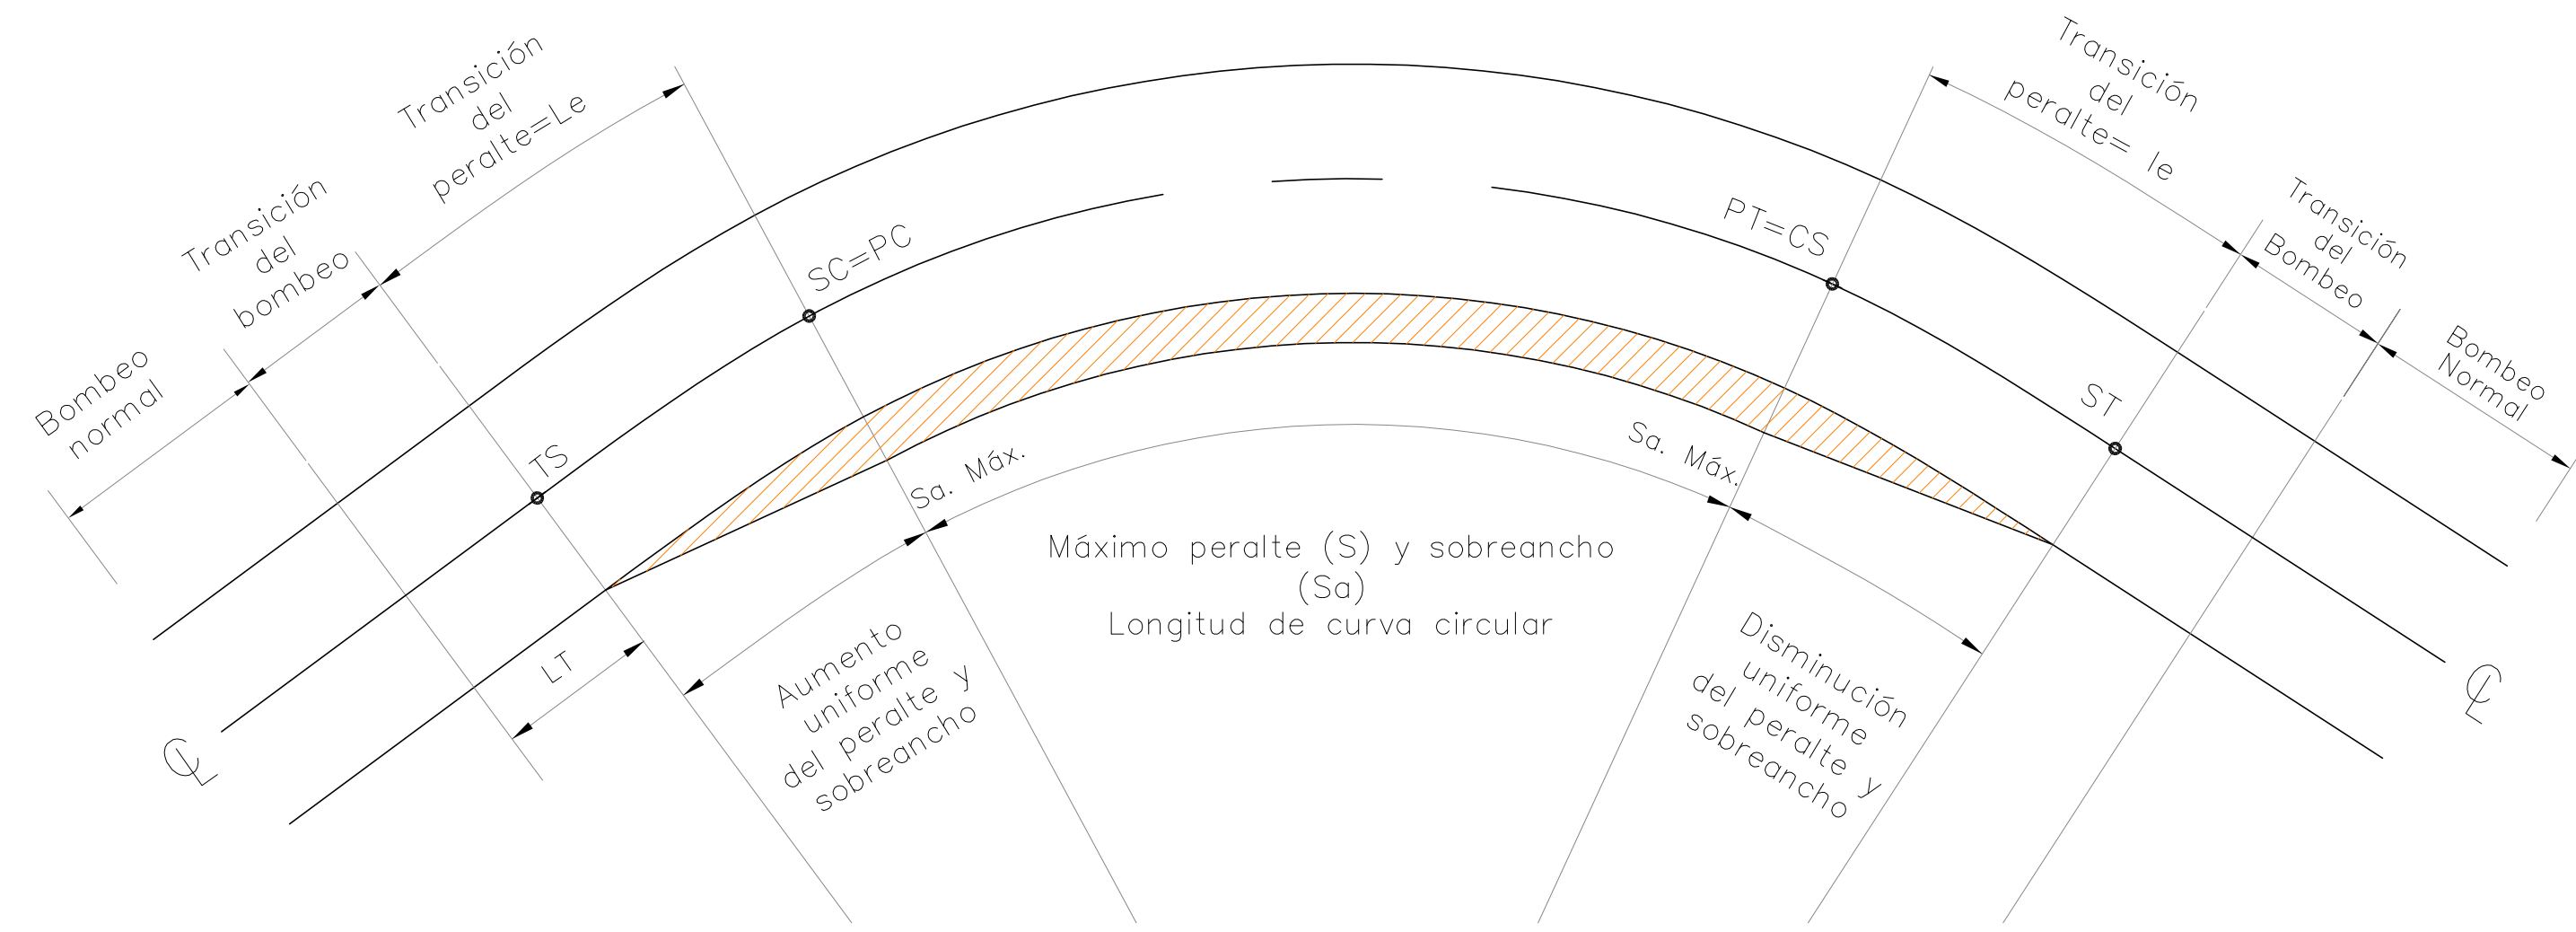 Transición
del
peralte=Le
Transición
del
bombeo
Bombeo
normal
SC=PC
TS
LT
Sa. Máx.
Aumento
uniforme
del peralte y
sobreancho
Máximo peralte (S) y sobreancho
(Sa)
Longitud de curva circular
Sa. Máx.
PT=CS
ST
Disminución
uniforme
del peralte y
sobreancho
Transición
del
peralte= le
Transición
del
Bombeo
Bombeo
Normal
℄
℄